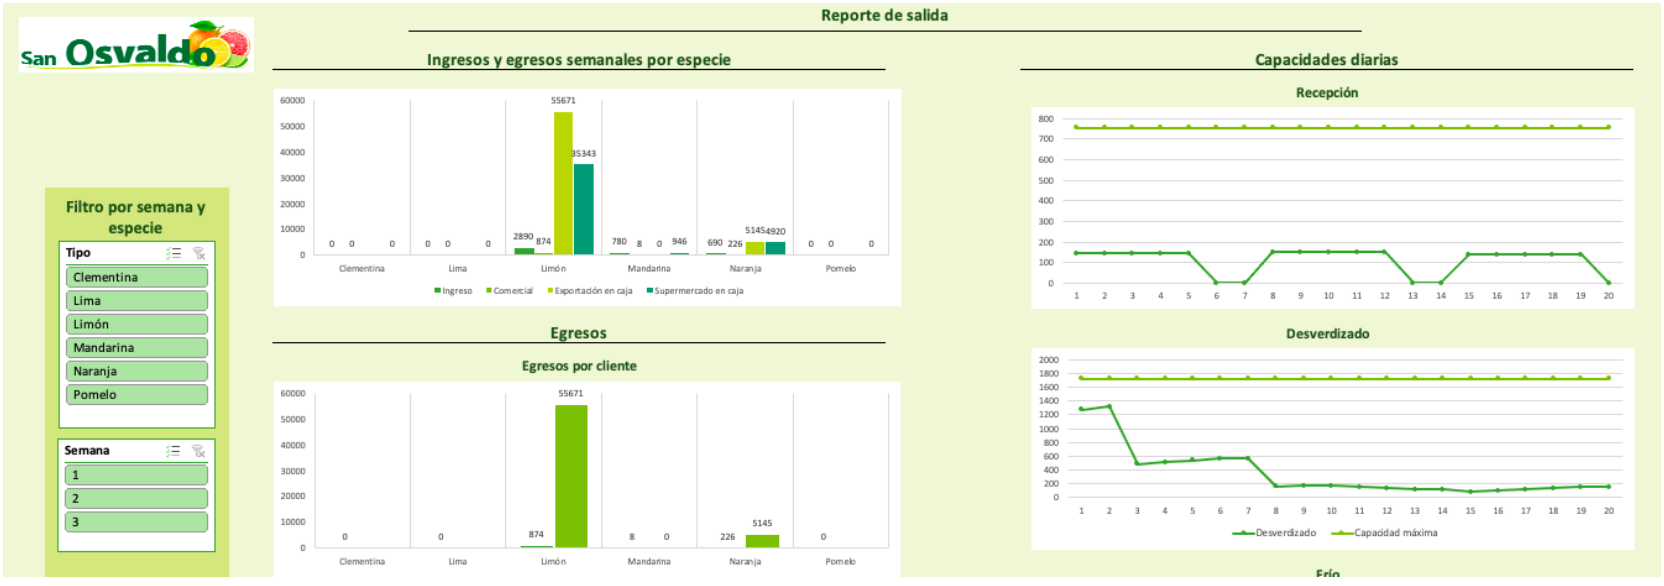 Reporte de salida
San Osvaldo
Ingresos y egresos semanales por especie
60000
50000
40000
30000
20000
10000
0
0 0 0
0 0 0
2890 874 55671 35343
780 8 0 946
690 226 5145 4920
0 0 0
Clementina Lima Limón Mandarina Naranja Pomelo
Ingreso Comercial Exportación en caja Supermercado en caja
Filtro por semana y
especie
Tipo
Clementina
Lima
Limón
Mandarina
Naranja
Pomelo
Semana
1
2
3
Egresos
Egresos por cliente
60000
50000
40000
30000
20000
10000
0
0
0
874 55671
8 0
226 5145
0
Clementina Lima Limón Mandarina Naranja Pomelo
Capacidades diarias
Recepción
800
700
600
500
400
300
200
100
0
1 2 3 4 5 6 7 8 9 10 11 12 13 14 15 16 17 18 19 20
Desverdizado
2000
1800
1600
1400
1200
1000
800
600
400
200
0
1 2 3 4 5 6 7 8 9 10 11 12 13 14 15 16 17 18 19 20
Desverdizado Capacidad máxima
Frío